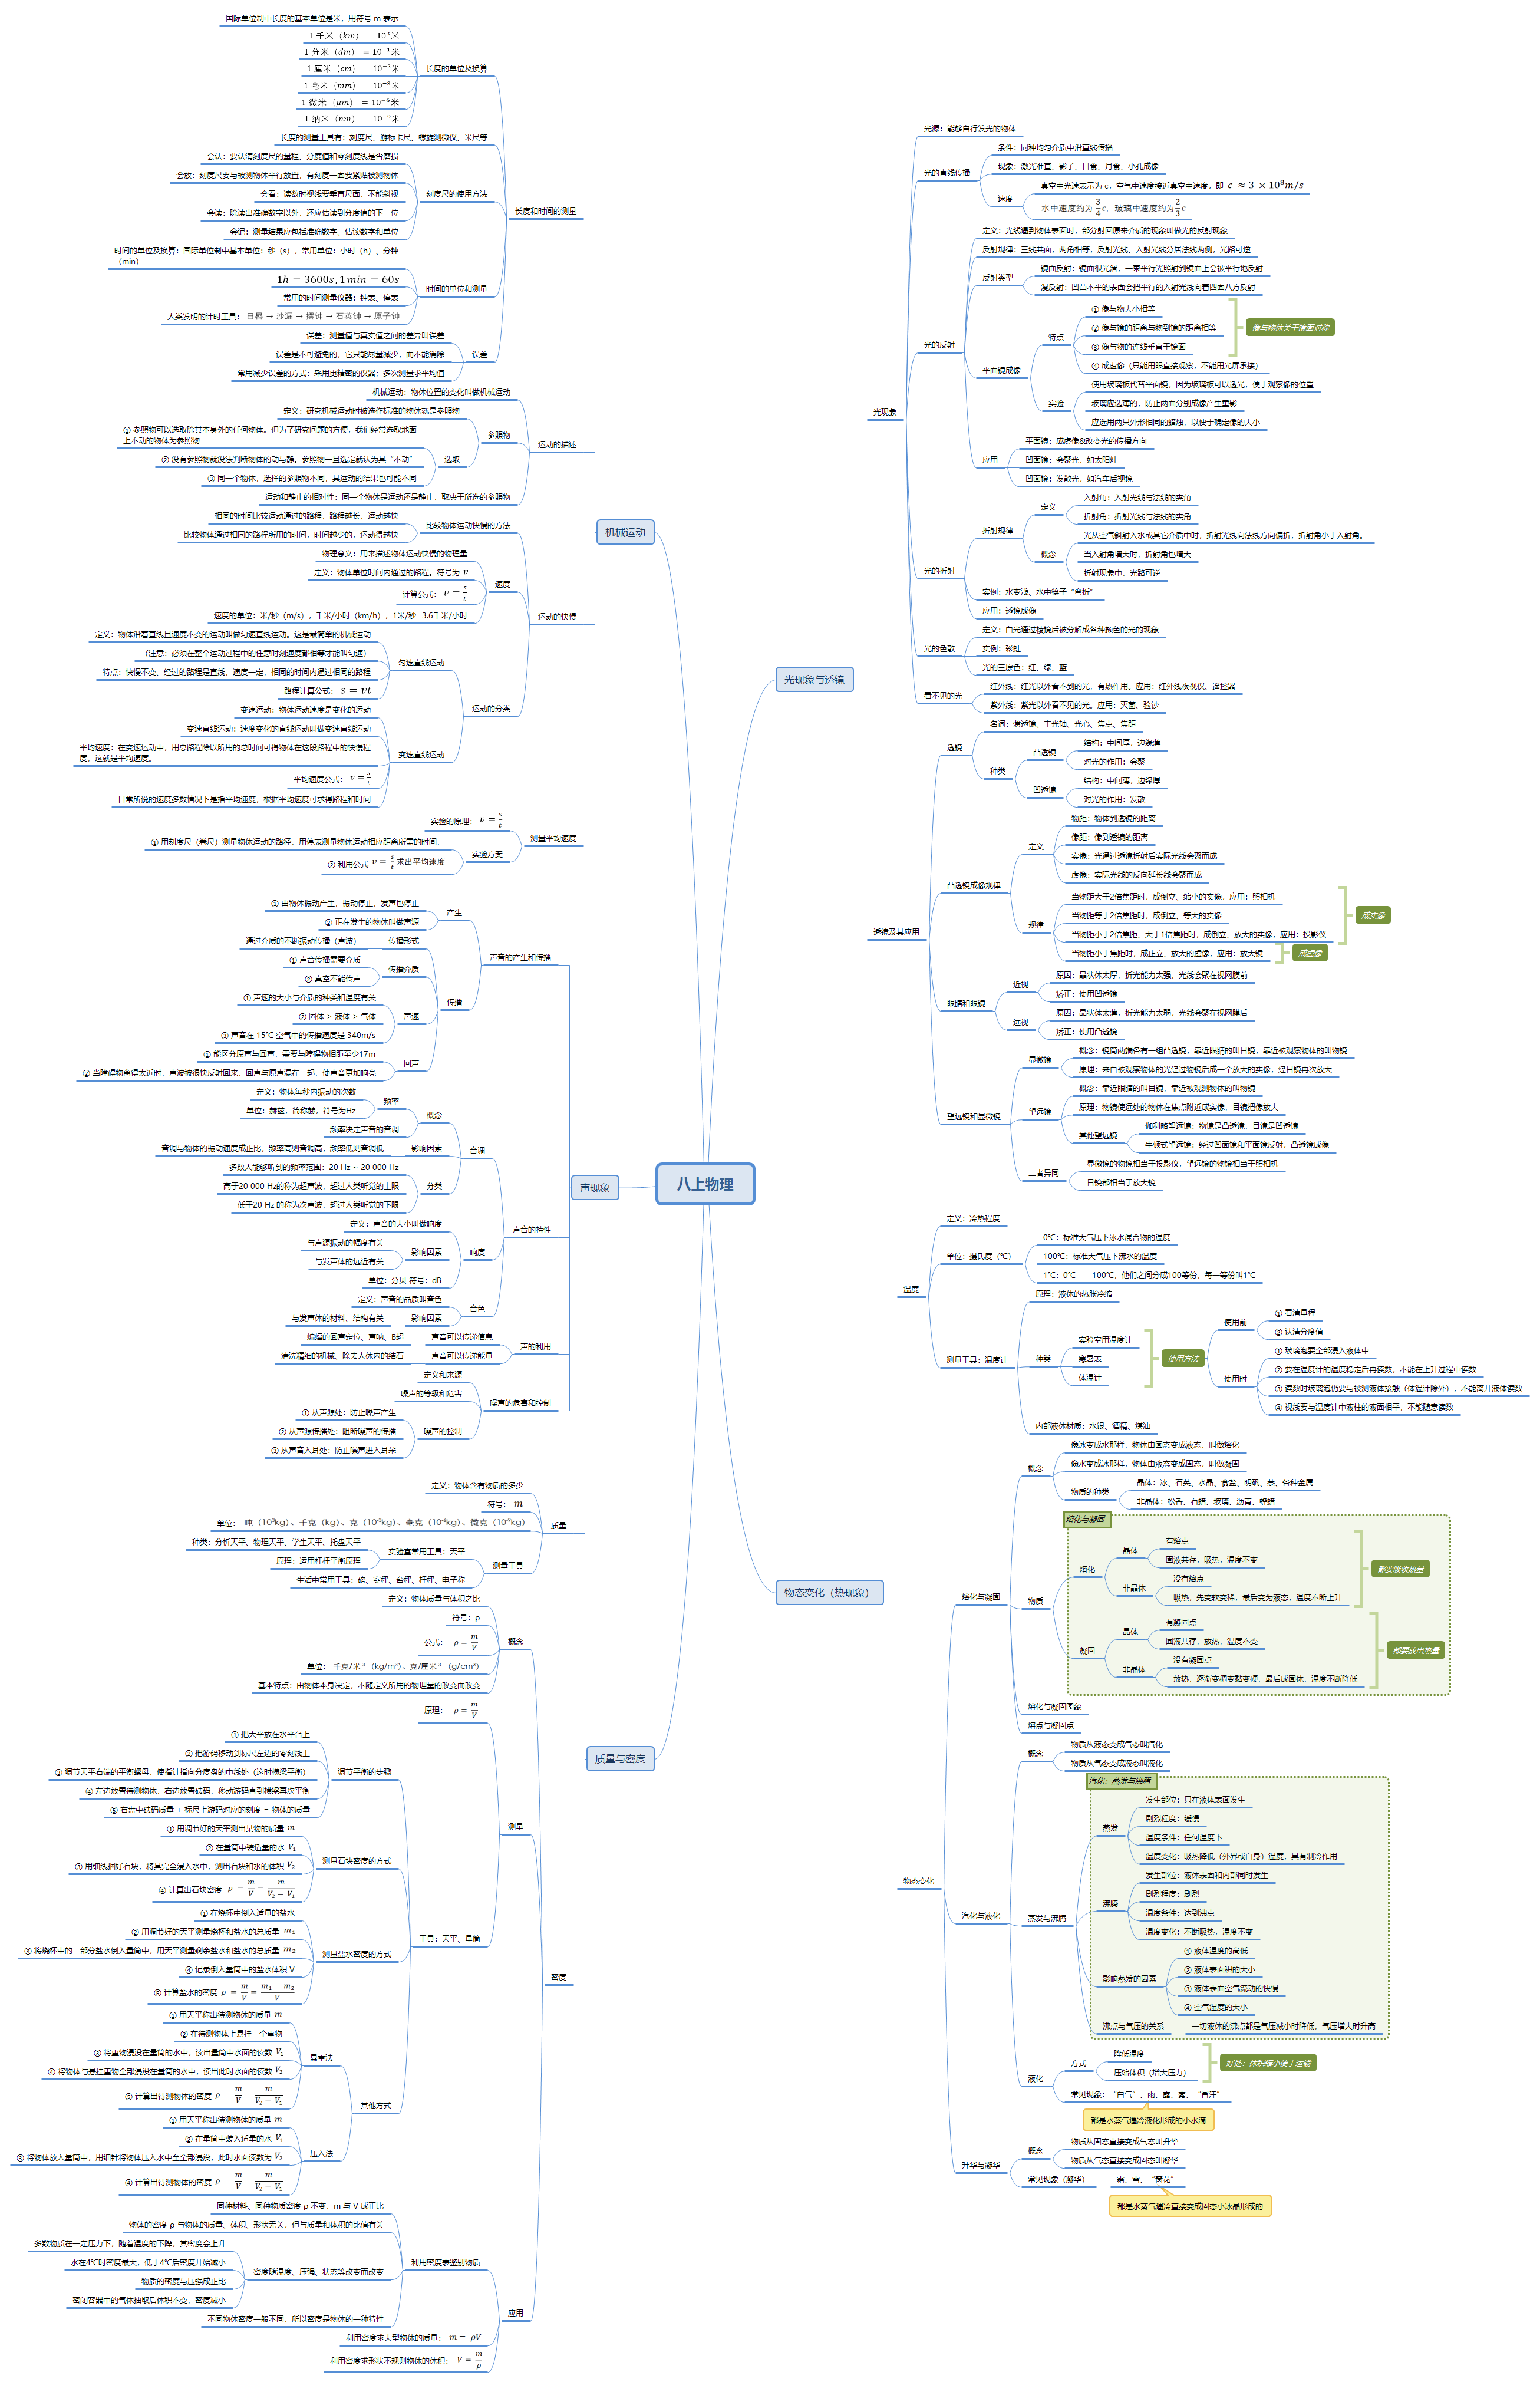 八上物理
机械运动
长度和时间的测量
长度的单位及换算
国际单位制中长度的基本单位是米，用符号 m 表示
1 千米（km）＝10³米
1 分米（dm）＝10⁻¹米
1 厘米（cm）＝10⁻²米
1 毫米（mm）＝10⁻³米
1 微米（μm）＝10⁻⁶米
1 纳米（nm）＝10⁻⁹米
长度的测量工具有：刻度尺、游标卡尺、螺旋测微仪、米尺等
刻度尺的使用方法
会认：要认清刻度尺的量程、分度值和零刻度线是否磨损
会放：刻度尺要与被测物体平行放置，有刻度一面要紧贴被测物体
会看：读数时视线要垂直尺面，不能斜视
会读：除读出准确数字以外，还应估读到分度值的下一位
会记：测量结果应包括准确数字、估读数字和单位
时间的单位和测量
时间的单位及换算：国际单位制中基本单位：秒（s），常用单位：小时（h）、分钟
（min）
1h = 3600s, 1 min = 60s
常用的时间测量仪器：钟表、停表
人类发明的计时工具：日晷 → 沙漏 → 摆钟 → 石英钟 → 原子钟
误差
误差：测量值与真实值之间的差异叫误差
误差是不可避免的，它只能尽量减少，而不能消除
常用减少误差的方式：采用更精密的仪器；多次测量求平均值
运动的描述
机械运动：物体位置的变化叫做机械运动
参照物
定义：研究机械运动时被选作标准的物体就是参照物
选取
① 参照物可以选取除其本身外的任何物体。但为了研究问题的方便，我们经常选取地面
上不动的物体为参照物
② 没有参照物就没法判断物体的动与静。参照物一旦选定就认为其“不动”
③ 同一个物体，选择的参照物不同，其运动的结果也可能不同
运动和静止的相对性：同一个物体是运动还是静止，取决于所选的参照物
运动的快慢
比较物体运动快慢的方法
相同的时间比较运动通过的路程，路程越长，运动越快
比较物体通过相同的路程所用的时间，时间越少的，运动得越快
速度
物理意义：用来描述物体运动快慢的物理量
定义：物体单位时间内通过的路程。符号为 v
计算公式： v = s/t
速度的单位：米/秒（m/s），千米/小时（km/h），1米/秒=3.6千米/小时
运动的分类
匀速直线运动
定义：物体沿着直线且速度不变的运动叫做匀速直线运动。这是最简单的机械运动
（注意：必须在整个运动过程中的任意时刻速度都相等才能叫匀速）
特点：快慢不变、经过的路程是直线，速度一定，相同的时间内通过相同的路程
路程计算公式： s = vt
变速直线运动
变速运动：物体运动速度是变化的运动
变速直线运动：速度变化的直线运动叫做变速直线运动
平均速度：在变速运动中，用总路程除以所用的总时间可得物体在这段路程中的快慢程
度，这就是平均速度。
平均速度公式： v = s/t
日常所说的速度多数情况下是指平均速度，根据平均速度可求得路程和时间
测量平均速度
实验的原理： v = s/t
实验方案
① 用刻度尺（卷尺）测量物体运动的路径，用停表测量物体运动相应距离所需的时间，
② 利用公式 v = s/t 求出平均速度
声现象
声音的产生和传播
产生
① 由物体振动产生，振动停止，发声也停止
② 正在发生的物体叫做声源
传播
传播形式
通过介质的不断振动传播（声波）
传播介质
① 声音传播需要介质
② 真空不能传声
声速
① 声速的大小与介质的种类和温度有关
② 固体 > 液体 > 气体
③ 声音在 15℃ 空气中的传播速度是 340m/s
回声
① 能区分原声与回声，需要与障碍物相距至少17m
② 当障碍物离得太近时，声波被很快反射回来，回声与原声混在一起，使声音更加响亮
声音的特性
音调
概念
频率
定义：物体每秒内振动的次数
单位：赫兹，简称赫，符号为Hz
频率决定声音的音调
影响因素
音调与物体的振动速度成正比，频率高则音调高，频率低则音调低
分类
多数人能够听到的频率范围：20 Hz ~ 20 000 Hz
高于20 000 Hz的称为超声波，超过人类听觉的上限
低于20 Hz 的称为次声波，超过人类听觉的下限
响度
定义：声音的大小叫做响度
影响因素
与声源振动的幅度有关
与发声体的远近有关
单位：分贝 符号：dB
音色
定义：声音的品质叫音色
影响因素
与发声体的材料、结构有关
声的利用
声音可以传递信息
蝙蝠的回声定位、声呐、B超
声音可以传递能量
清洗精细的机械、除去人体内的结石
噪声的危害和控制
定义和来源
噪声的等级和危害
噪声的控制
① 从声源处：防止噪声产生
② 从声源传播处：阻断噪声的传播
③ 从声音入耳处：防止噪声进入耳朵
质量与密度
质量
定义：物体含有物质的多少
符号： m
单位： 吨（10³kg）、千克（kg）、克（10⁻³kg）、毫克（10⁻⁶kg）、微克（10⁻⁹kg）
测量工具
实验室常用工具：天平
种类：分析天平、物理天平、学生天平、托盘天平
原理：运用杠杆平衡原理
生活中常用工具：磅、案秤、台秤、杆秤、电子称
密度
概念
定义：物体质量与体积之比
符号：ρ
公式： ρ = m/V
单位： 千克/米³（kg/m³）、克/厘米³（g/cm³）
基本特点：由物体本身决定，不随定义所用的物理量的改变而改变
测量
原理： ρ = m/V
工具：天平、量筒
调节平衡的步骤
① 把天平放在水平台上
② 把游码移动到标尺左边的零刻线上
③ 调节天平右端的平衡螺母，使指针指向分度盘的中线处（这时横梁平衡）
④ 左边放置待测物体，右边放置砝码，移动游码直到横梁再次平衡
⑤ 右盘中砝码质量 + 标尺上游码对应的刻度 = 物体的质量
测量石块密度的方式
① 用调节好的天平测出某物的质量 m
② 在量筒中装适量的水 V₁
③ 用细线捆好石块，将其完全浸入水中，测出石块和水的体积 V₂
④ 计算出石块密度 ρ = m/V = m/(V₂ − V₁)
测量盐水密度的方式
① 在烧杯中倒入适量的盐水
② 用调节好的天平测量烧杯和盐水的总质量 m₁
③ 将烧杯中的一部分盐水倒入量筒中，用天平测量剩余盐水和盐水的总质量 m₂
④ 记录倒入量筒中的盐水体积 V
⑤ 计算盐水的密度 ρ = m/V = (m₁ − m₂)/V
其他方式
悬重法
① 用天平称出待测物体的质量 m
② 在待测物体上悬挂一个重物
③ 将重物浸没在量筒的水中，读出量筒中水面的读数 V₁
④ 将物体与悬挂重物全部浸没在量筒的水中，读出此时水面的读数 V₂
⑤ 计算出待测物体的密度 ρ = m/V = m/(V₂ − V₁)
压入法
① 用天平称出待测物体的质量 m
② 在量筒中装入适量的水 V₁
③ 将物体放入量筒中，用细针将物体压入水中至全部浸没，此时水面读数为 V₂
④ 计算出待测物体的密度 ρ = m/V = m/(V₂ − V₁)
应用
利用密度表鉴别物质
同种材料、同种物质密度 ρ 不变，m 与 V 成正比
物体的密度 ρ 与物体的质量、体积、形状无关，但与质量和体积的比值有关
密度随温度、压强、状态等改变而改变
多数物质在一定压力下，随着温度的下降，其密度会上升
水在4℃时密度最大，低于4℃后密度开始减小
物质的密度与压强成正比
密闭容器中的气体抽取后体积不变，密度减小
不同物体密度一般不同，所以密度是物体的一种特性
利用密度求大型物体的质量： m = ρV
利用密度求形状不规则物体的体积： V = m/ρ
光现象与透镜
光现象
光源：能够自行发光的物体
光的直线传播
条件：同种均匀介质中沿直线传播
现象：激光准直、影子、日食、月食、小孔成像
速度
真空中光速表示为 c，空气中速度接近真空中速度，即 c ≈ 3 × 10⁸m/s
水中速度约为 3/4 c，玻璃中速度约为 2/3 c
光的反射
定义：光线遇到物体表面时，部分射回原来介质的现象叫做光的反射现象
反射规律：三线共面，两角相等，反射光线、入射光线分居法线两侧，光路可逆
反射类型
镜面反射：镜面很光滑，一束平行光照射到镜面上会被平行地反射
漫反射：凹凸不平的表面会把平行的入射光线向着四面八方反射
平面镜成像
特点
① 像与物大小相等
② 像与镜的距离与物到镜的距离相等
③ 像与物的连线垂直于镜面
像与物体关于镜面对称
④ 成虚像（只能用眼直接观察，不能用光屏承接）
实验
使用玻璃板代替平面镜，因为玻璃板可以透光，便于观察像的位置
玻璃应选薄的，防止两面分别成像产生重影
应选用两只外形相同的蜡烛，以便于确定像的大小
应用
平面镜：成虚像&改变光的传播方向
凹面镜：会聚光，如太阳灶
凹面镜：发散光，如汽车后视镜
光的折射
折射规律
定义
入射角：入射光线与法线的夹角
折射角：折射光线与法线的夹角
概念
光从空气斜射入水或其它介质中时，折射光线向法线方向偏折，折射角小于入射角。
当入射角增大时，折射角也增大
折射现象中，光路可逆
实例：水变浅、水中筷子“弯折”
应用：透镜成像
光的色散
定义：白光通过棱镜后被分解成各种颜色的光的现象
实例：彩虹
光的三原色：红、绿、蓝
看不见的光
红外线：红光以外看不到的光，有热作用。应用：红外线夜视仪、遥控器
紫外线：紫光以外看不见的光。应用：灭菌、验钞
透镜及其应用
透镜
名词：薄透镜、主光轴、光心、焦点、焦距
种类
凸透镜
结构：中间厚，边缘薄
对光的作用：会聚
凹透镜
结构：中间薄，边缘厚
对光的作用：发散
凸透镜成像规律
定义
物距：物体到透镜的距离
像距：像到透镜的距离
实像：光通过透镜折射后实际光线会聚而成
虚像：实际光线的反向延长线会聚而成
规律
当物距大于2倍焦距时，成倒立、缩小的实像，应用：照相机
当物距等于2倍焦距时，成倒立、等大的实像
当物距小于2倍焦距、大于1倍焦距时，成倒立、放大的实像，应用：投影仪
成实像
当物距小于焦距时，成正立、放大的虚像，应用：放大镜
成虚像
眼睛和眼镜
近视
原因：晶状体太厚，折光能力太强，光线会聚在视网膜前
矫正：使用凹透镜
远视
原因：晶状体太薄，折光能力太弱，光线会聚在视网膜后
矫正：使用凸透镜
望远镜和显微镜
显微镜
概念：镜筒两端各有一组凸透镜，靠近眼睛的叫目镜，靠近被观察物体的叫物镜
原理：来自被观察物体的光经过物镜后成一个放大的实像，经目镜再次放大
望远镜
概念：靠近眼睛的叫目镜，靠近被观测物体的叫物镜
原理：物镜使远处的物体在焦点附近成实像，目镜把像放大
其他望远镜
伽利略望远镜：物镜是凸透镜，目镜是凹透镜
牛顿式望远镜：经过凹面镜和平面镜反射，凸透镜成像
二者异同
显微镜的物镜相当于投影仪，望远镜的物镜相当于照相机
目镜都相当于放大镜
物态变化（热现象）
温度
定义：冷热程度
单位：摄氏度（℃）
0℃：标准大气压下冰水混合物的温度
100℃：标准大气压下沸水的温度
1℃：0℃——100℃，他们之间分成100等份，每一等份叫1℃
测量工具：温度计
原理：液体的热胀冷缩
种类
实验室用温度计
寒暑表
体温计
使用方法
使用前
① 看清量程
② 认清分度值
使用时
① 玻璃泡要全部浸入液体中
② 要在温度计的温度稳定后再读数，不能在上升过程中读数
③ 读数时玻璃泡仍要与被测液体接触（体温计除外），不能离开液体读数
④ 视线要与温度计中液柱的液面相平，不能随意读数
内部液体材质：水银、酒精、煤油
物态变化
熔化与凝固
概念
像冰变成水那样，物体由固态变成液态，叫做熔化
像水变成冰那样，物体由液态变成固态，叫做凝固
物质的种类
晶体：冰、石英、水晶、食盐、明矾、萘、各种金属
非晶体：松香、石蜡、玻璃、沥青、蜂蜡
熔化与凝固
物质
熔化
晶体
有熔点
固液共存，吸热，温度不变
非晶体
没有熔点
吸热，先变软变稀，最后变为液态，温度不断上升
都要吸收热量
凝固
晶体
有凝固点
固液共存，放热，温度不变
非晶体
没有凝固点
放热，逐渐变稠变黏变硬，最后成固体，温度不断降低
都要放出热量
熔化与凝固图象
熔点与凝固点
汽化与液化
概念
物质从液态变成气态叫汽化
物质从气态变成液态叫液化
汽化：蒸发与沸腾
蒸发与沸腾
蒸发
发生部位：只在液体表面发生
剧烈程度：缓慢
温度条件：任何温度下
温度变化：吸热降低（外界或自身）温度，具有制冷作用
沸腾
发生部位：液体表面和内部同时发生
剧烈程度：剧烈
温度条件：达到沸点
温度变化：不断吸热，温度不变
影响蒸发的因素
① 液体温度的高低
② 液体表面积的大小
③ 液体表面空气流动的快慢
④ 空气湿度的大小
沸点与气压的关系
一切液体的沸点都是气压减小时降低，气压增大时升高
液化
方式
降低温度
压缩体积（增大压力）
好处：体积缩小便于运输
常见现象：“白气”、雨、露、雾、“冒汗”
都是水蒸气遇冷液化形成的小水滴
升华与凝华
概念
物质从固态直接变成气态叫升华
物质从气态直接变成固态叫凝华
常见现象（凝华）
霜、雪、“窗花”
都是水蒸气遇冷直接变成固态小冰晶形成的